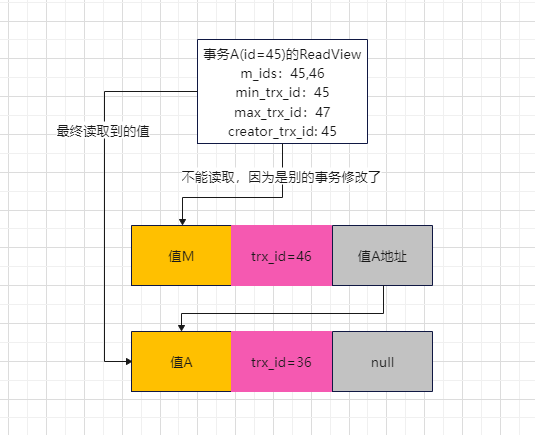 事务A(id=45)的ReadView
m_ids：45,46
min_trx_id：45
max_trx_id：47
creator_trx_id: 45
最终读取到的值
不能读取，因为是别的事务修改了
值M
trx_id=46
值A地址
值A
trx_id=36
null